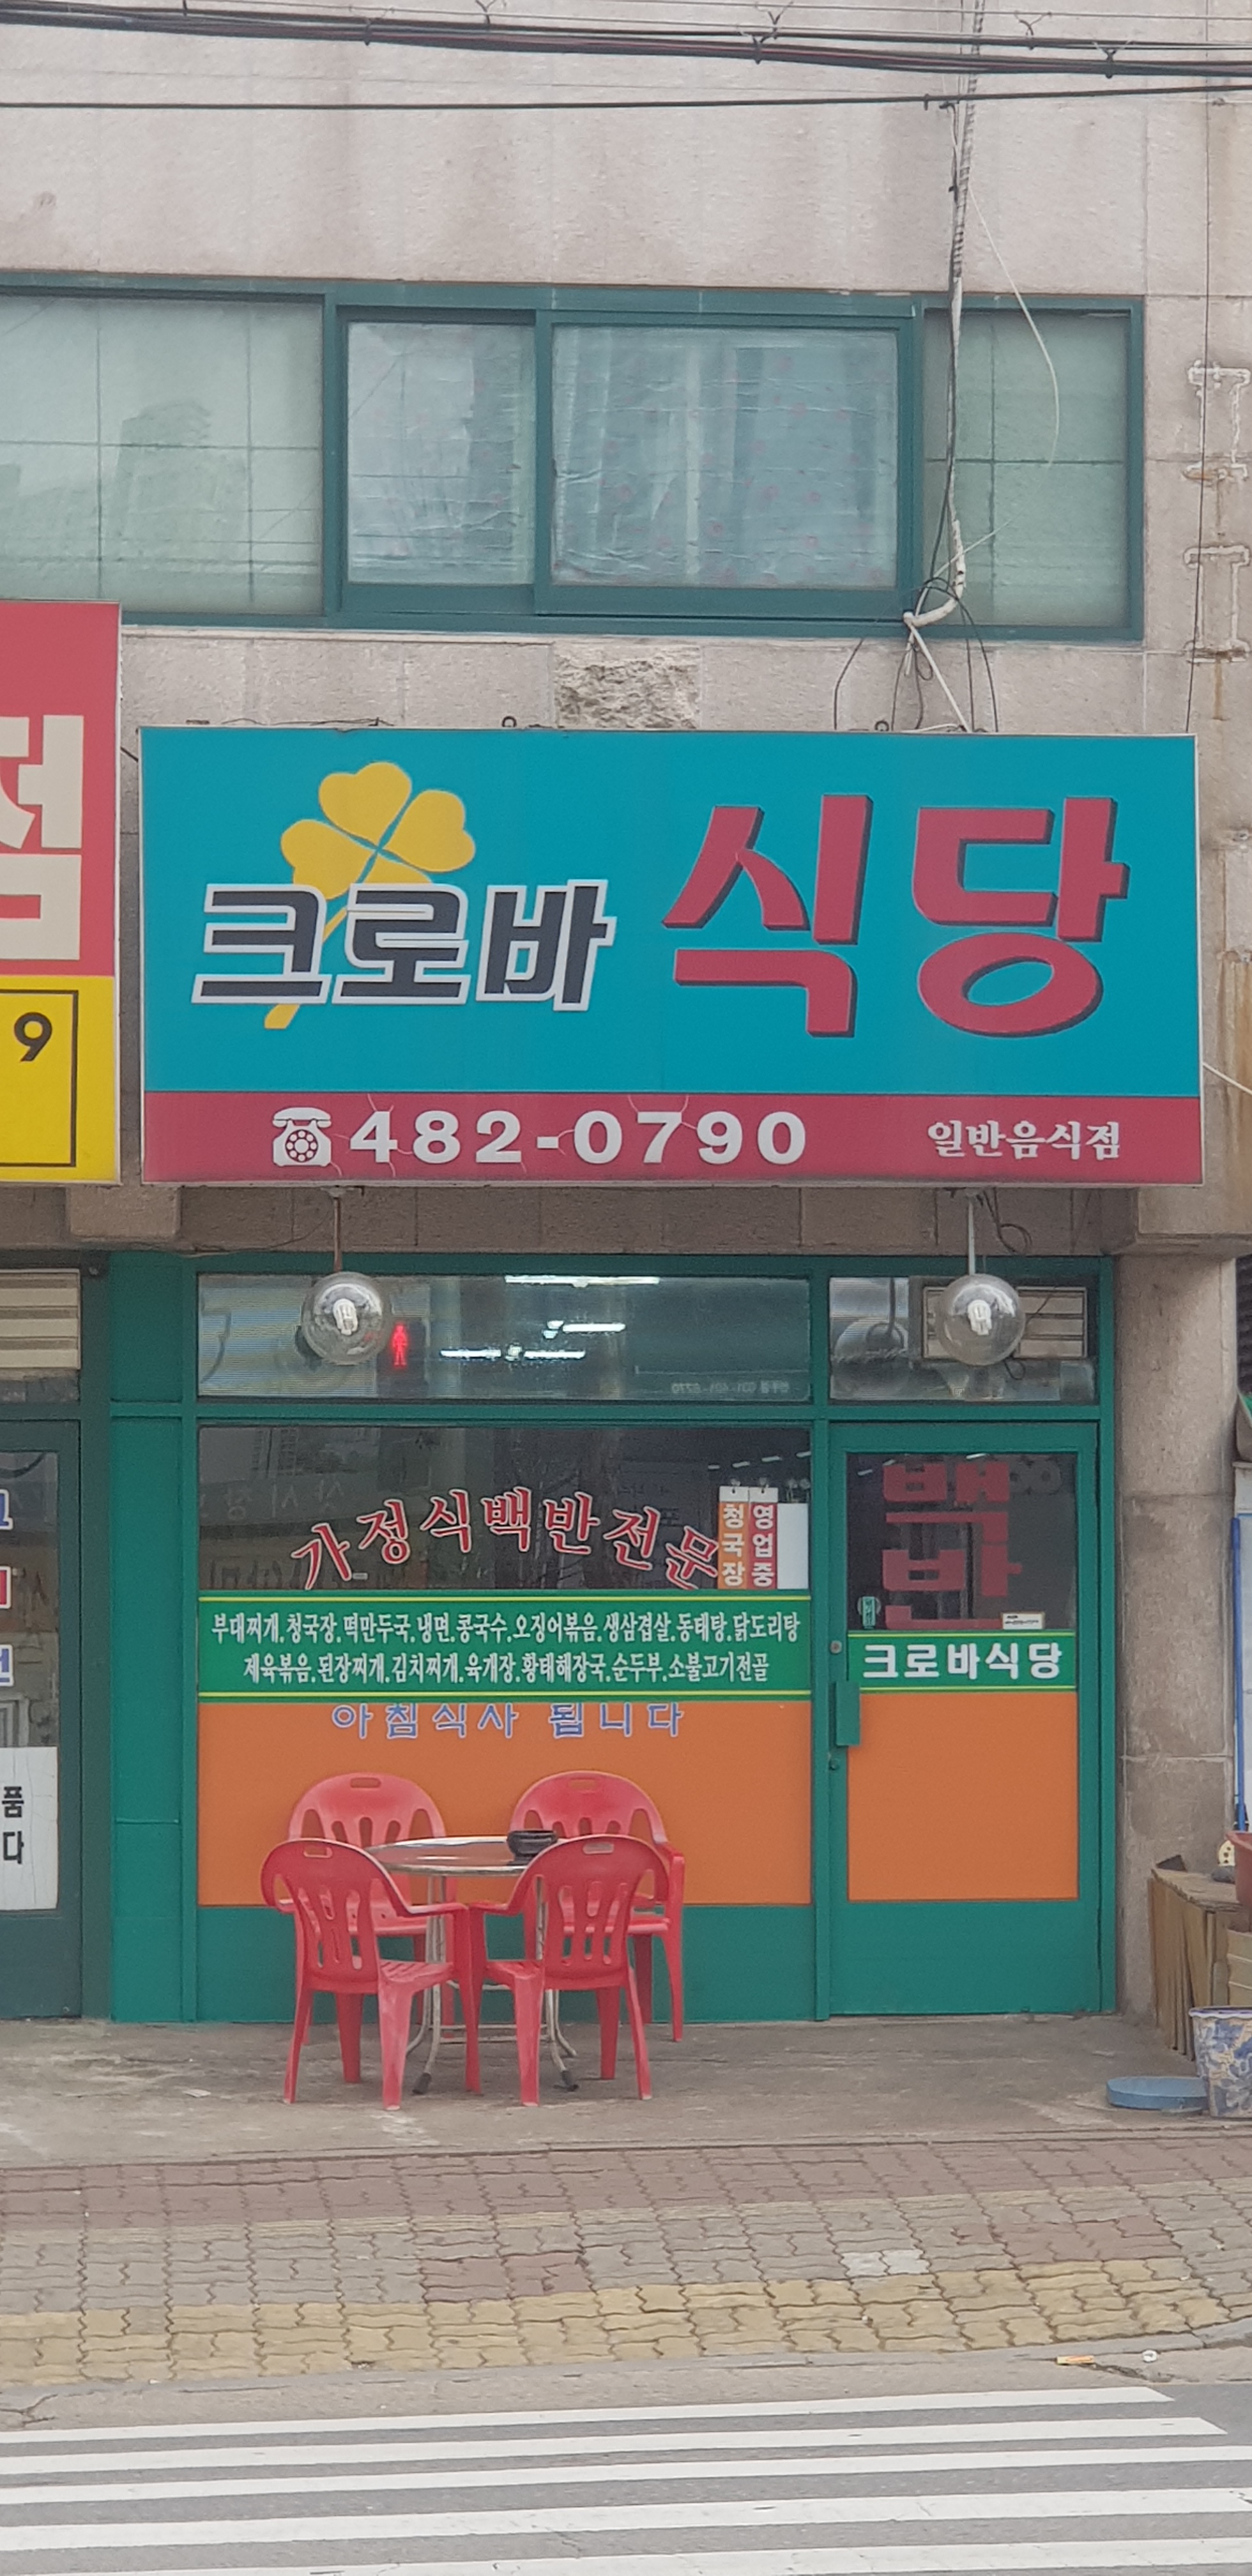 점
9
크로바 식당
482-0790 일반음식점
가정식백반전문
청국장
영업중
백반
부대찌개.청국장.떡만두국.냉면.콩국수.오징어볶음.생삼겹살.동태탕.닭도리탕
제육볶음.된장찌개.김치찌개.육개장.황태해장국.순두부.소불고기전골
크로바식당
아침식사 됩니다
품
다